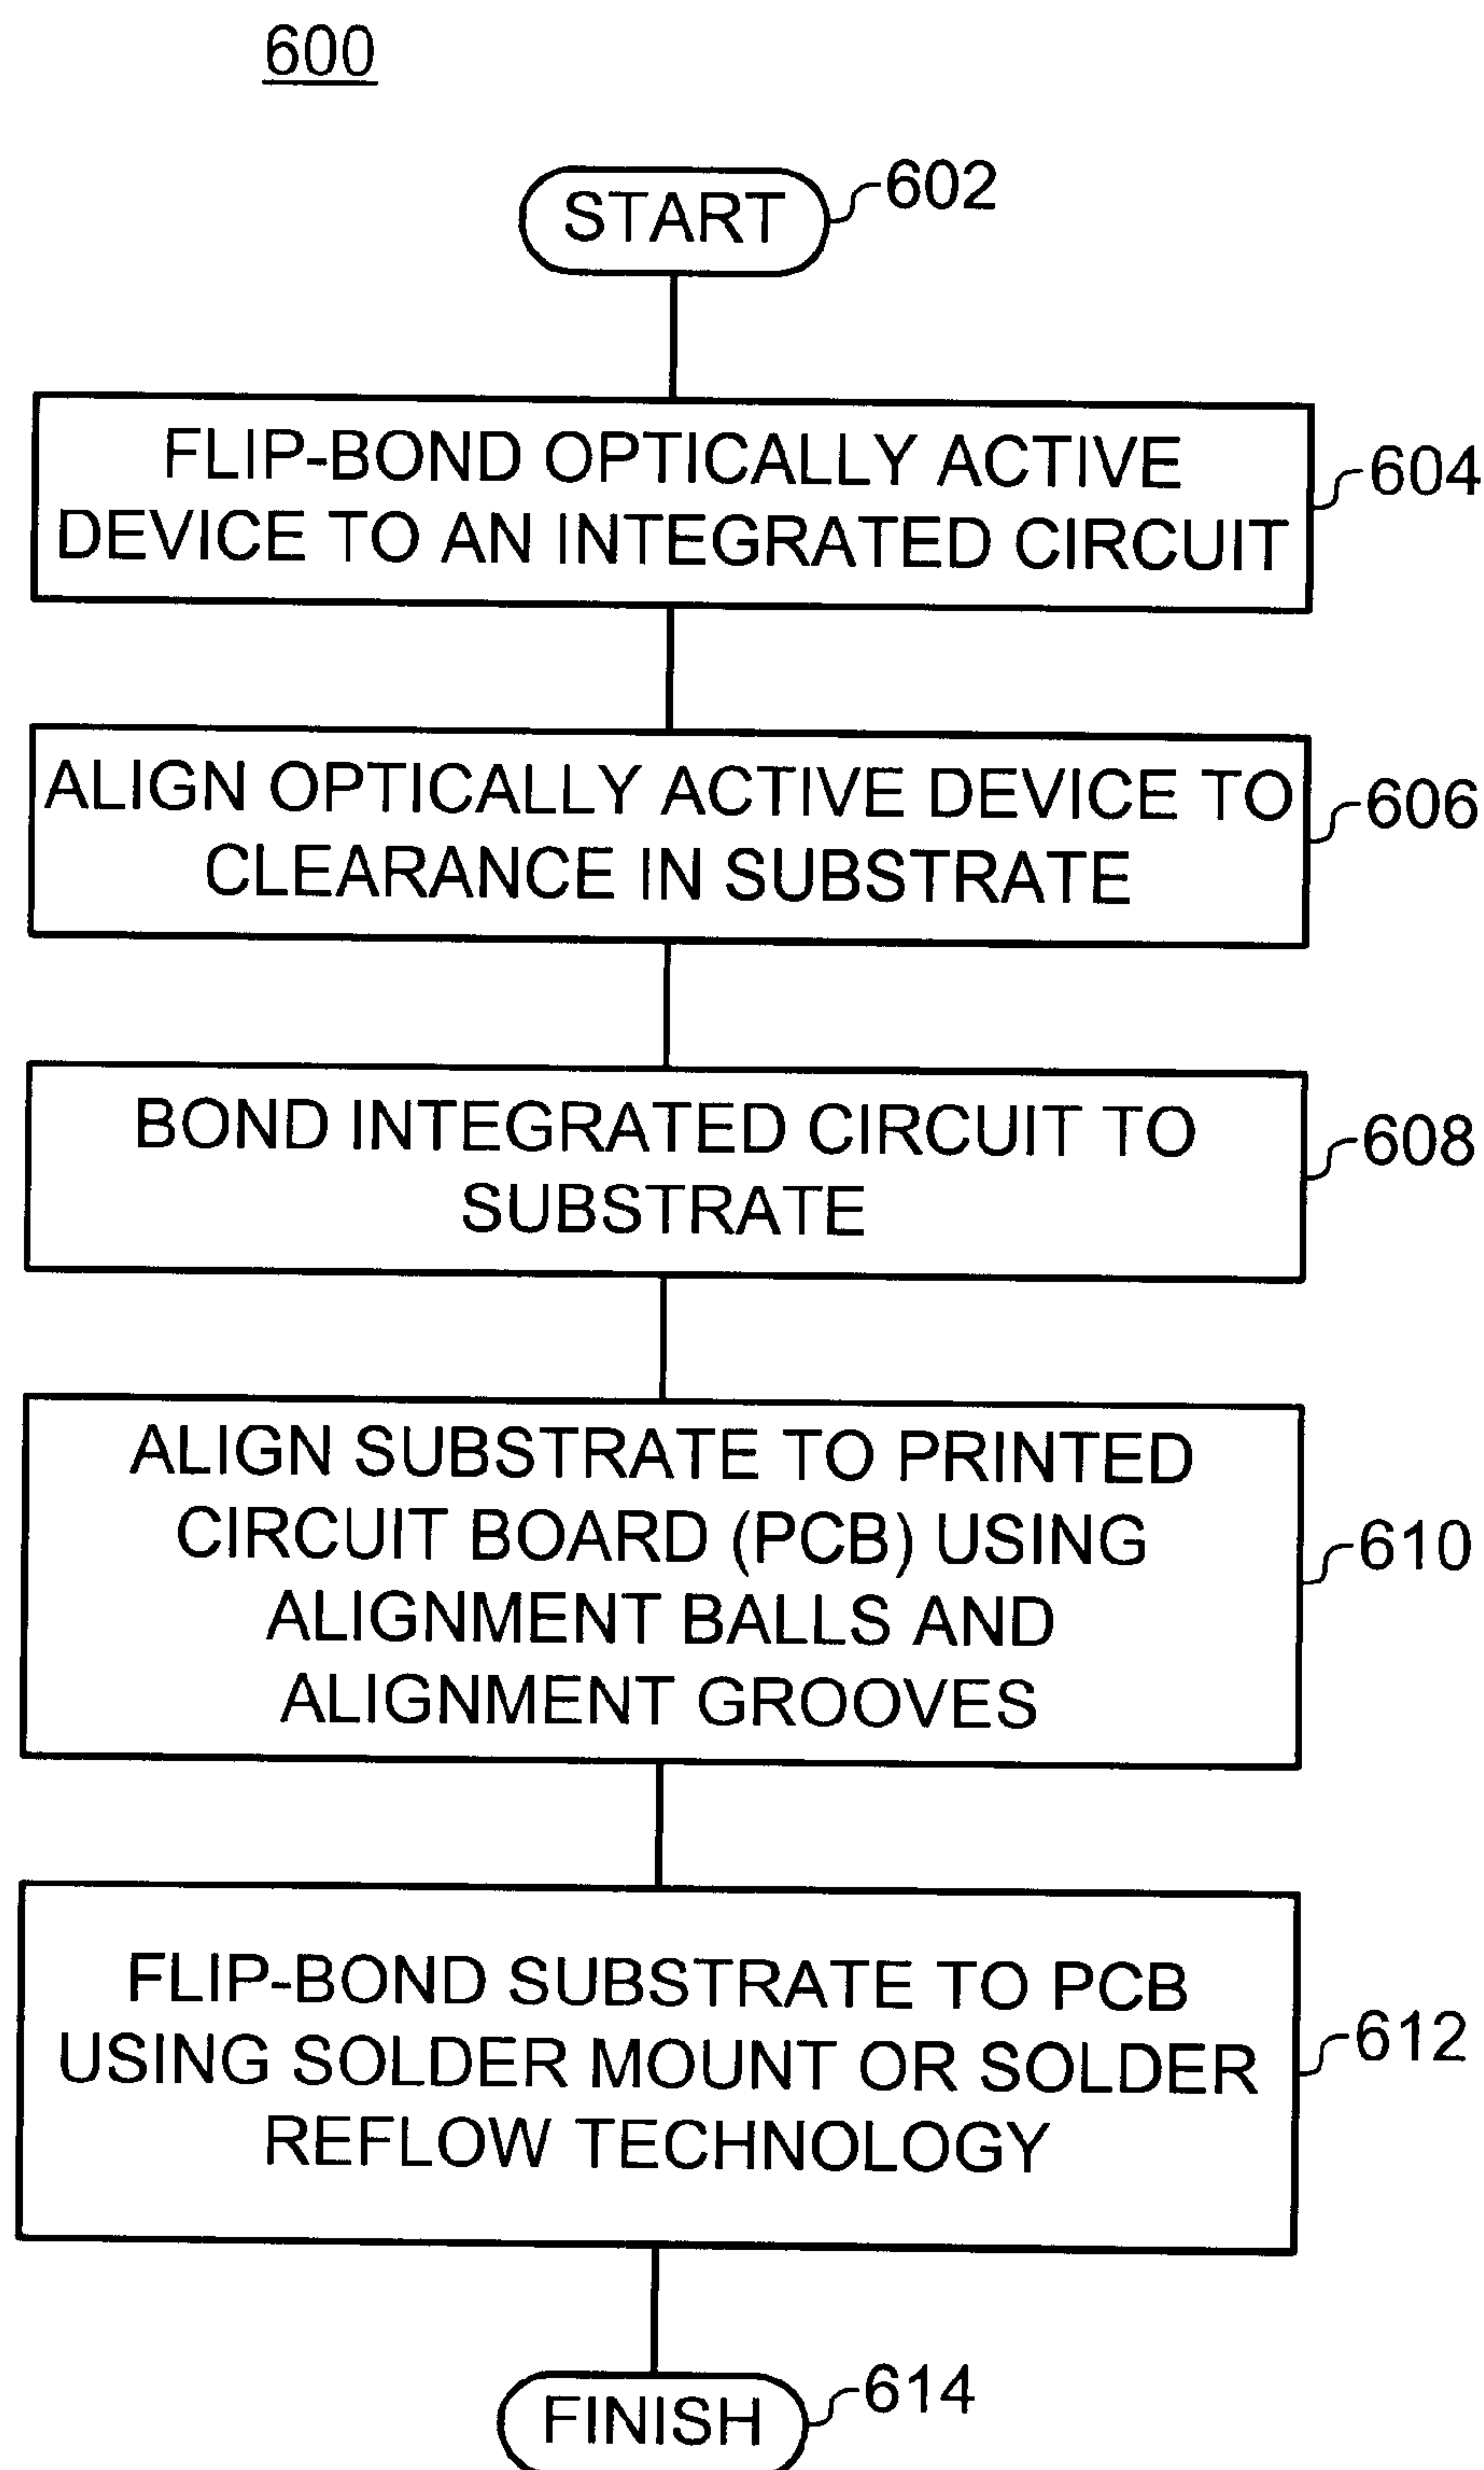 600
START
602
FLIP-BOND OPTICALLY ACTIVE
DEVICE TO AN INTEGRATED CIRCUIT
604
ALIGN OPTICALLY ACTIVE DEVICE TO
CLEARANCE IN SUBSTRATE
606
BOND INTEGRATED CIRCUIT TO
SUBSTRATE
608
ALIGN SUBSTRATE TO PRINTED
CIRCUIT BOARD (PCB) USING
ALIGNMENT BALLS AND
ALIGNMENT GROOVES
610
FLIP-BOND SUBSTRATE TO PCB
USING SOLDER MOUNT OR SOLDER
REFLOW TECHNOLOGY
612
FINISH
614